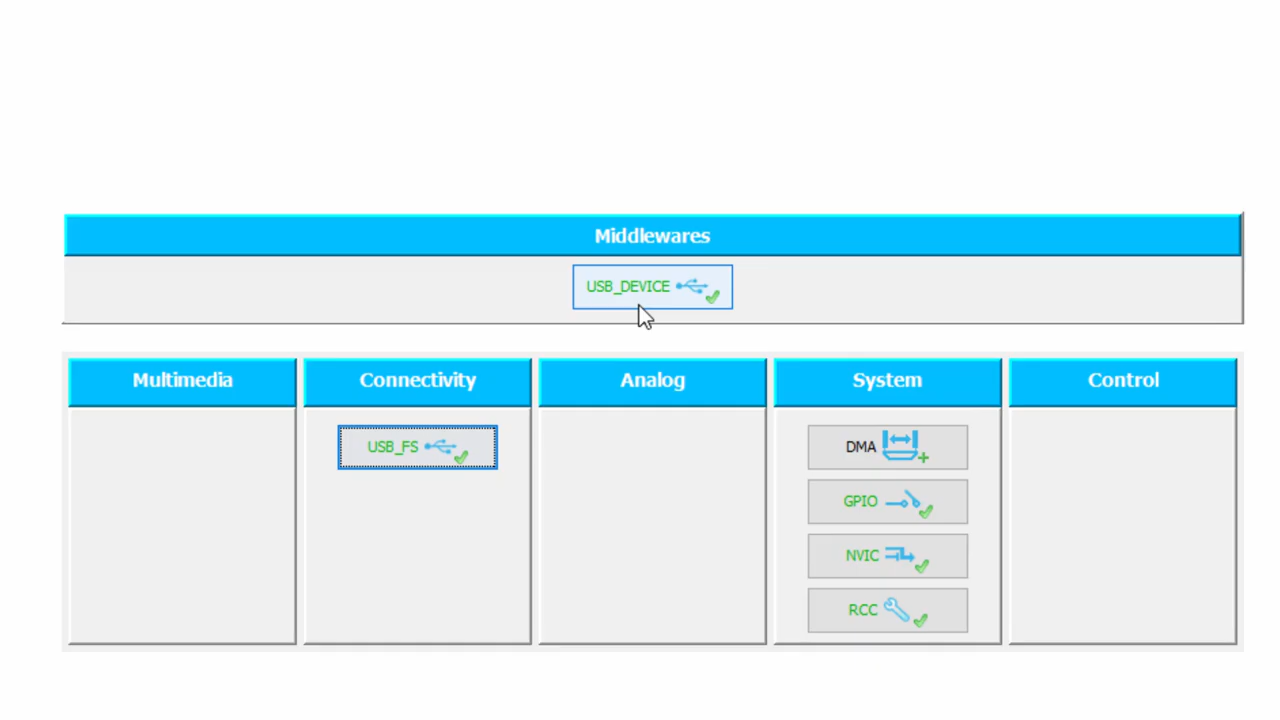 Middlewares
USB_DEVICE
Multimedia
Connectivity
Analog
System
Control
USB_FS
DMA
GPIO
NVIC
RCC